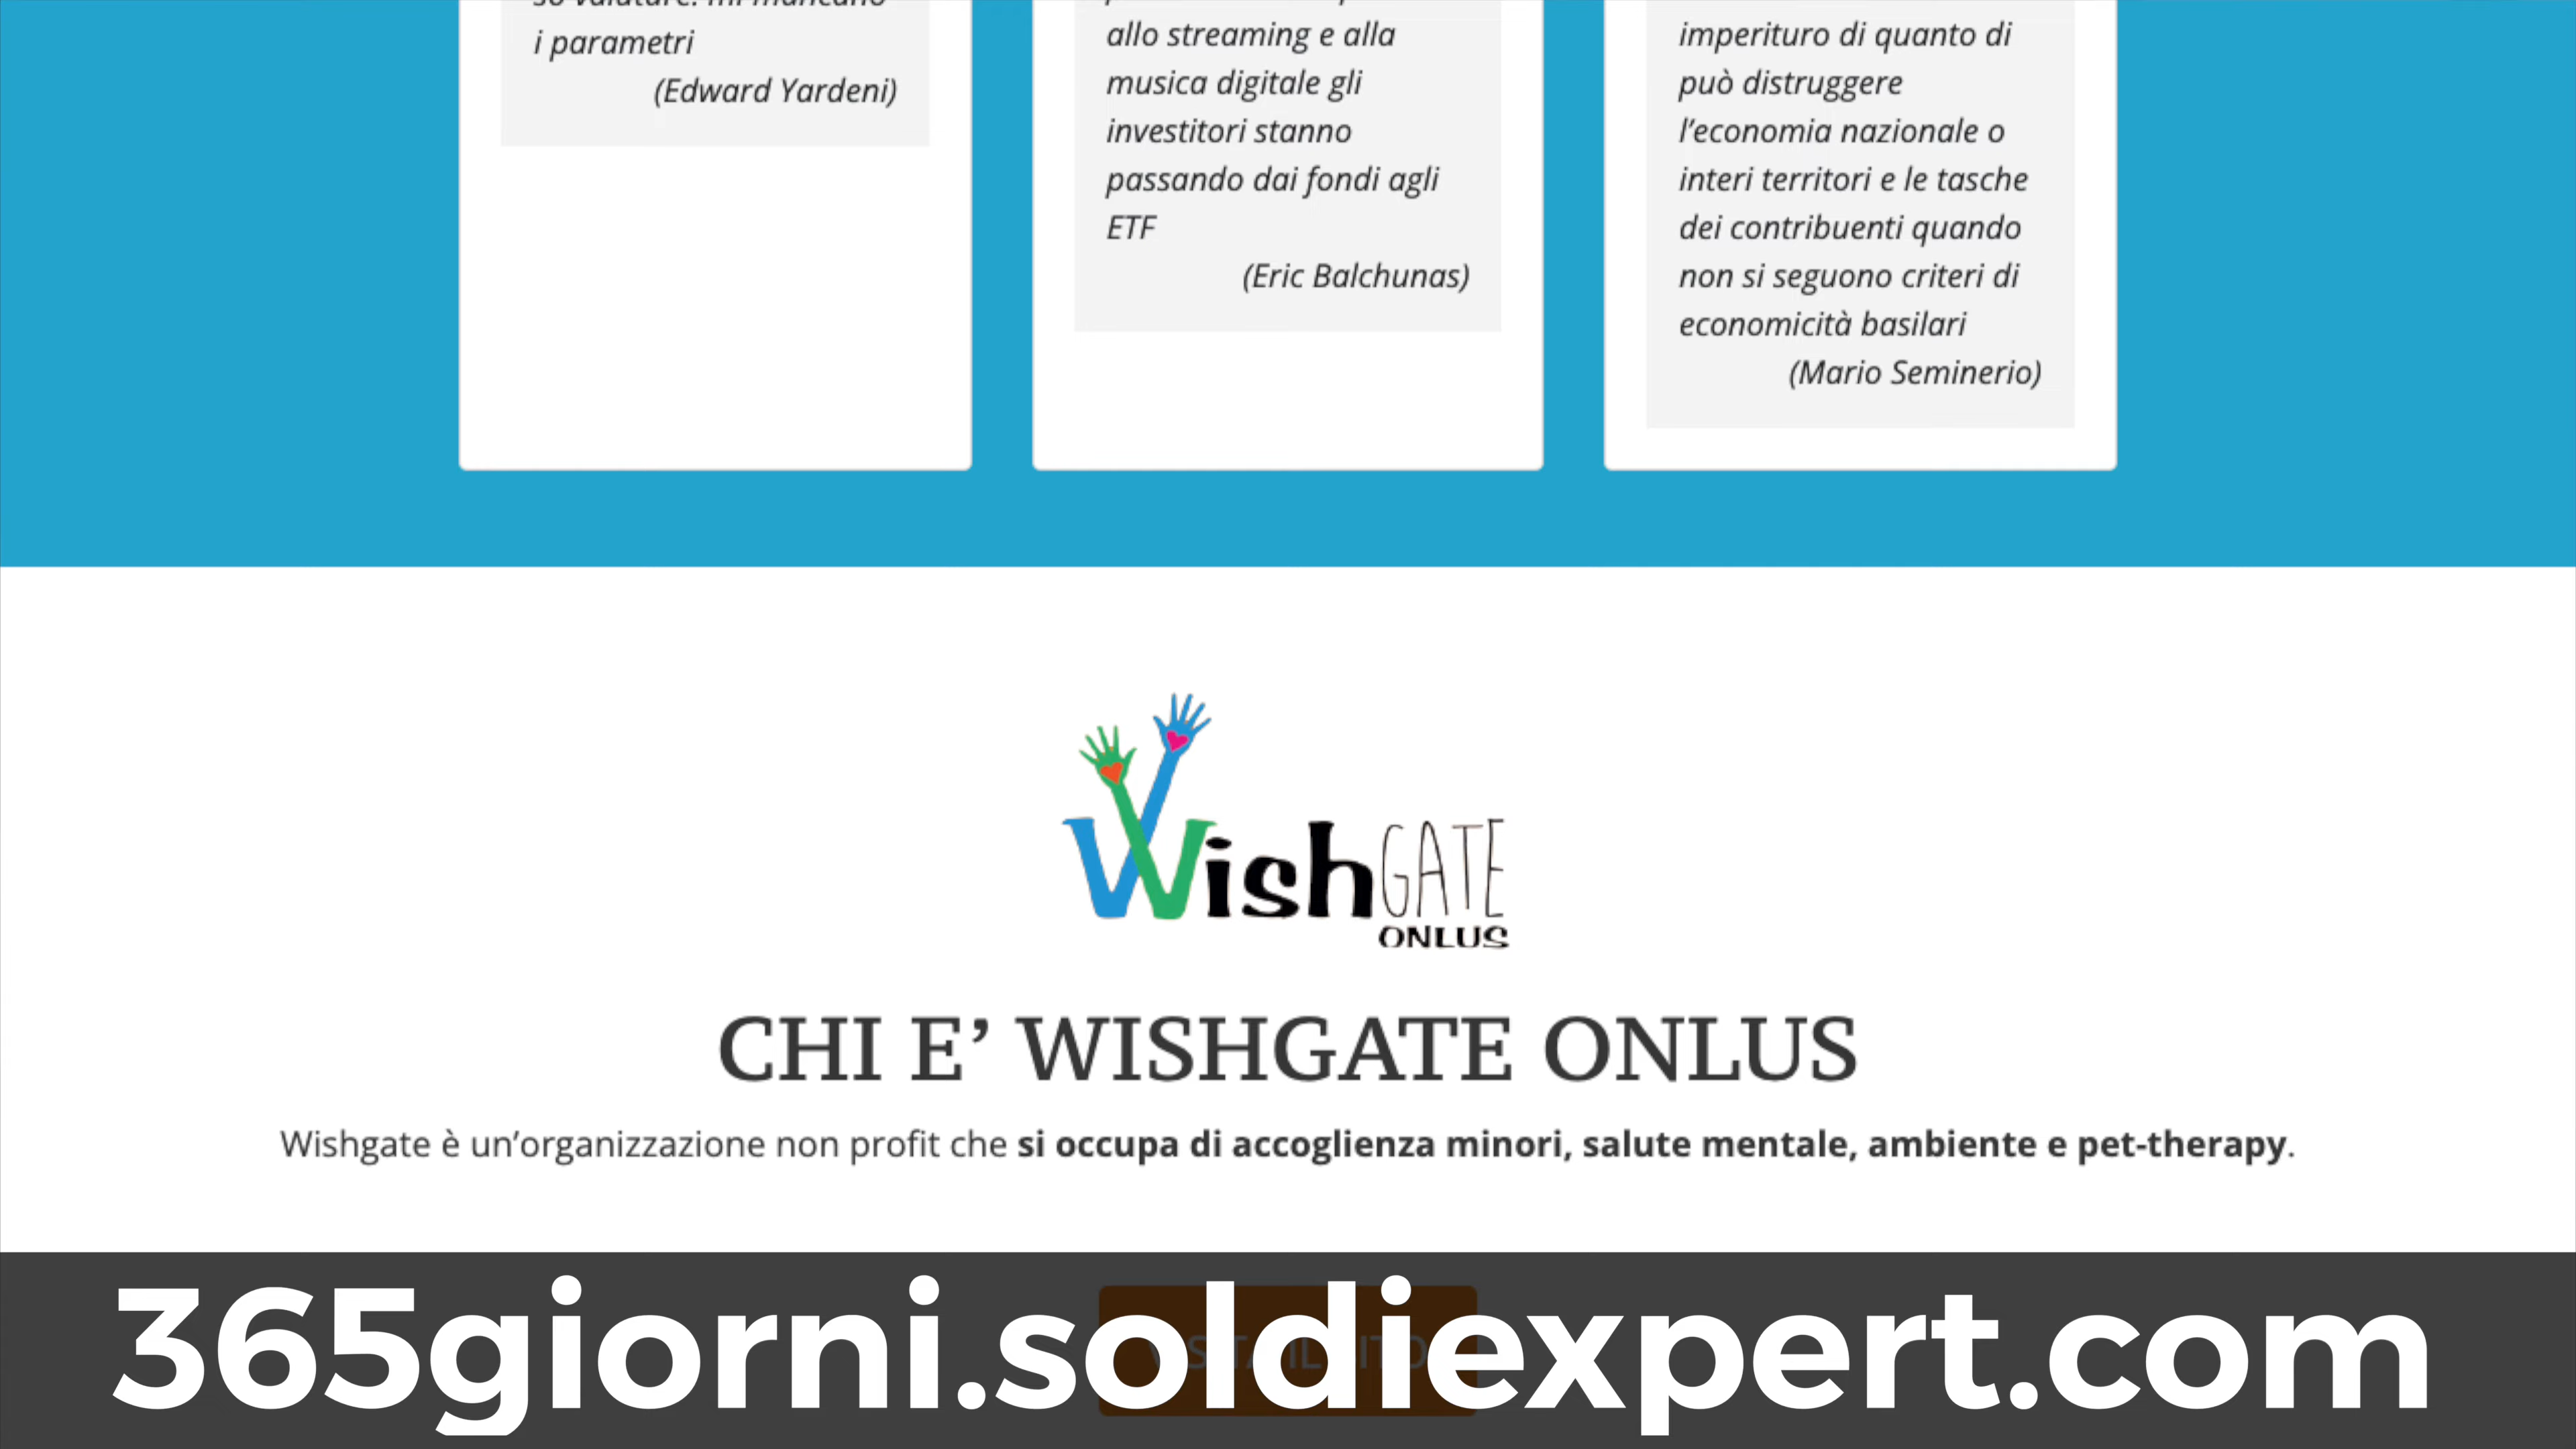 i parametri
(Edward Yardeni)
allo streaming e alla
musica digitale gli
investitori stanno
passando dai fondi agli
ETF
(Eric Balchunas)
imperituro di quanto di
può distruggere
l’economia nazionale o
interi territori e le tasche
dei contribuenti quando
non si seguono criteri di
economicità basilari
(Mario Seminerio)
WishGATE
ONLUS
CHI E’ WISHGATE ONLUS
Wishgate è un’organizzazione non profit che si occupa di accoglienza minori, salute mentale, ambiente e pet-therapy.
365giorni.soldiexpert.com